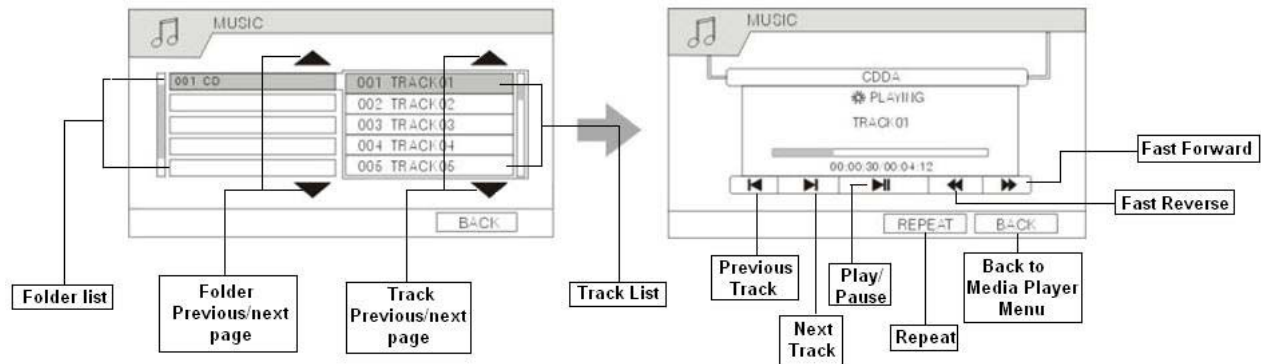 MUSIC
001 CD
001 TRACK01
002 TRACK02
003 TRACK03
004 TRACK04
005 TRACK05
BACK
Folder list
Folder
Previous/next
page
Track
Previous/next
page
Track List
MUSIC
CDDA
PLAYING
TRACK01
00:00:30/00:04:12
REPEAT
BACK
Fast Forward
Fast Reverse
Previous
Track
Next
Track
Play/
Pause
Repeat
Back to
Media Player
Menu